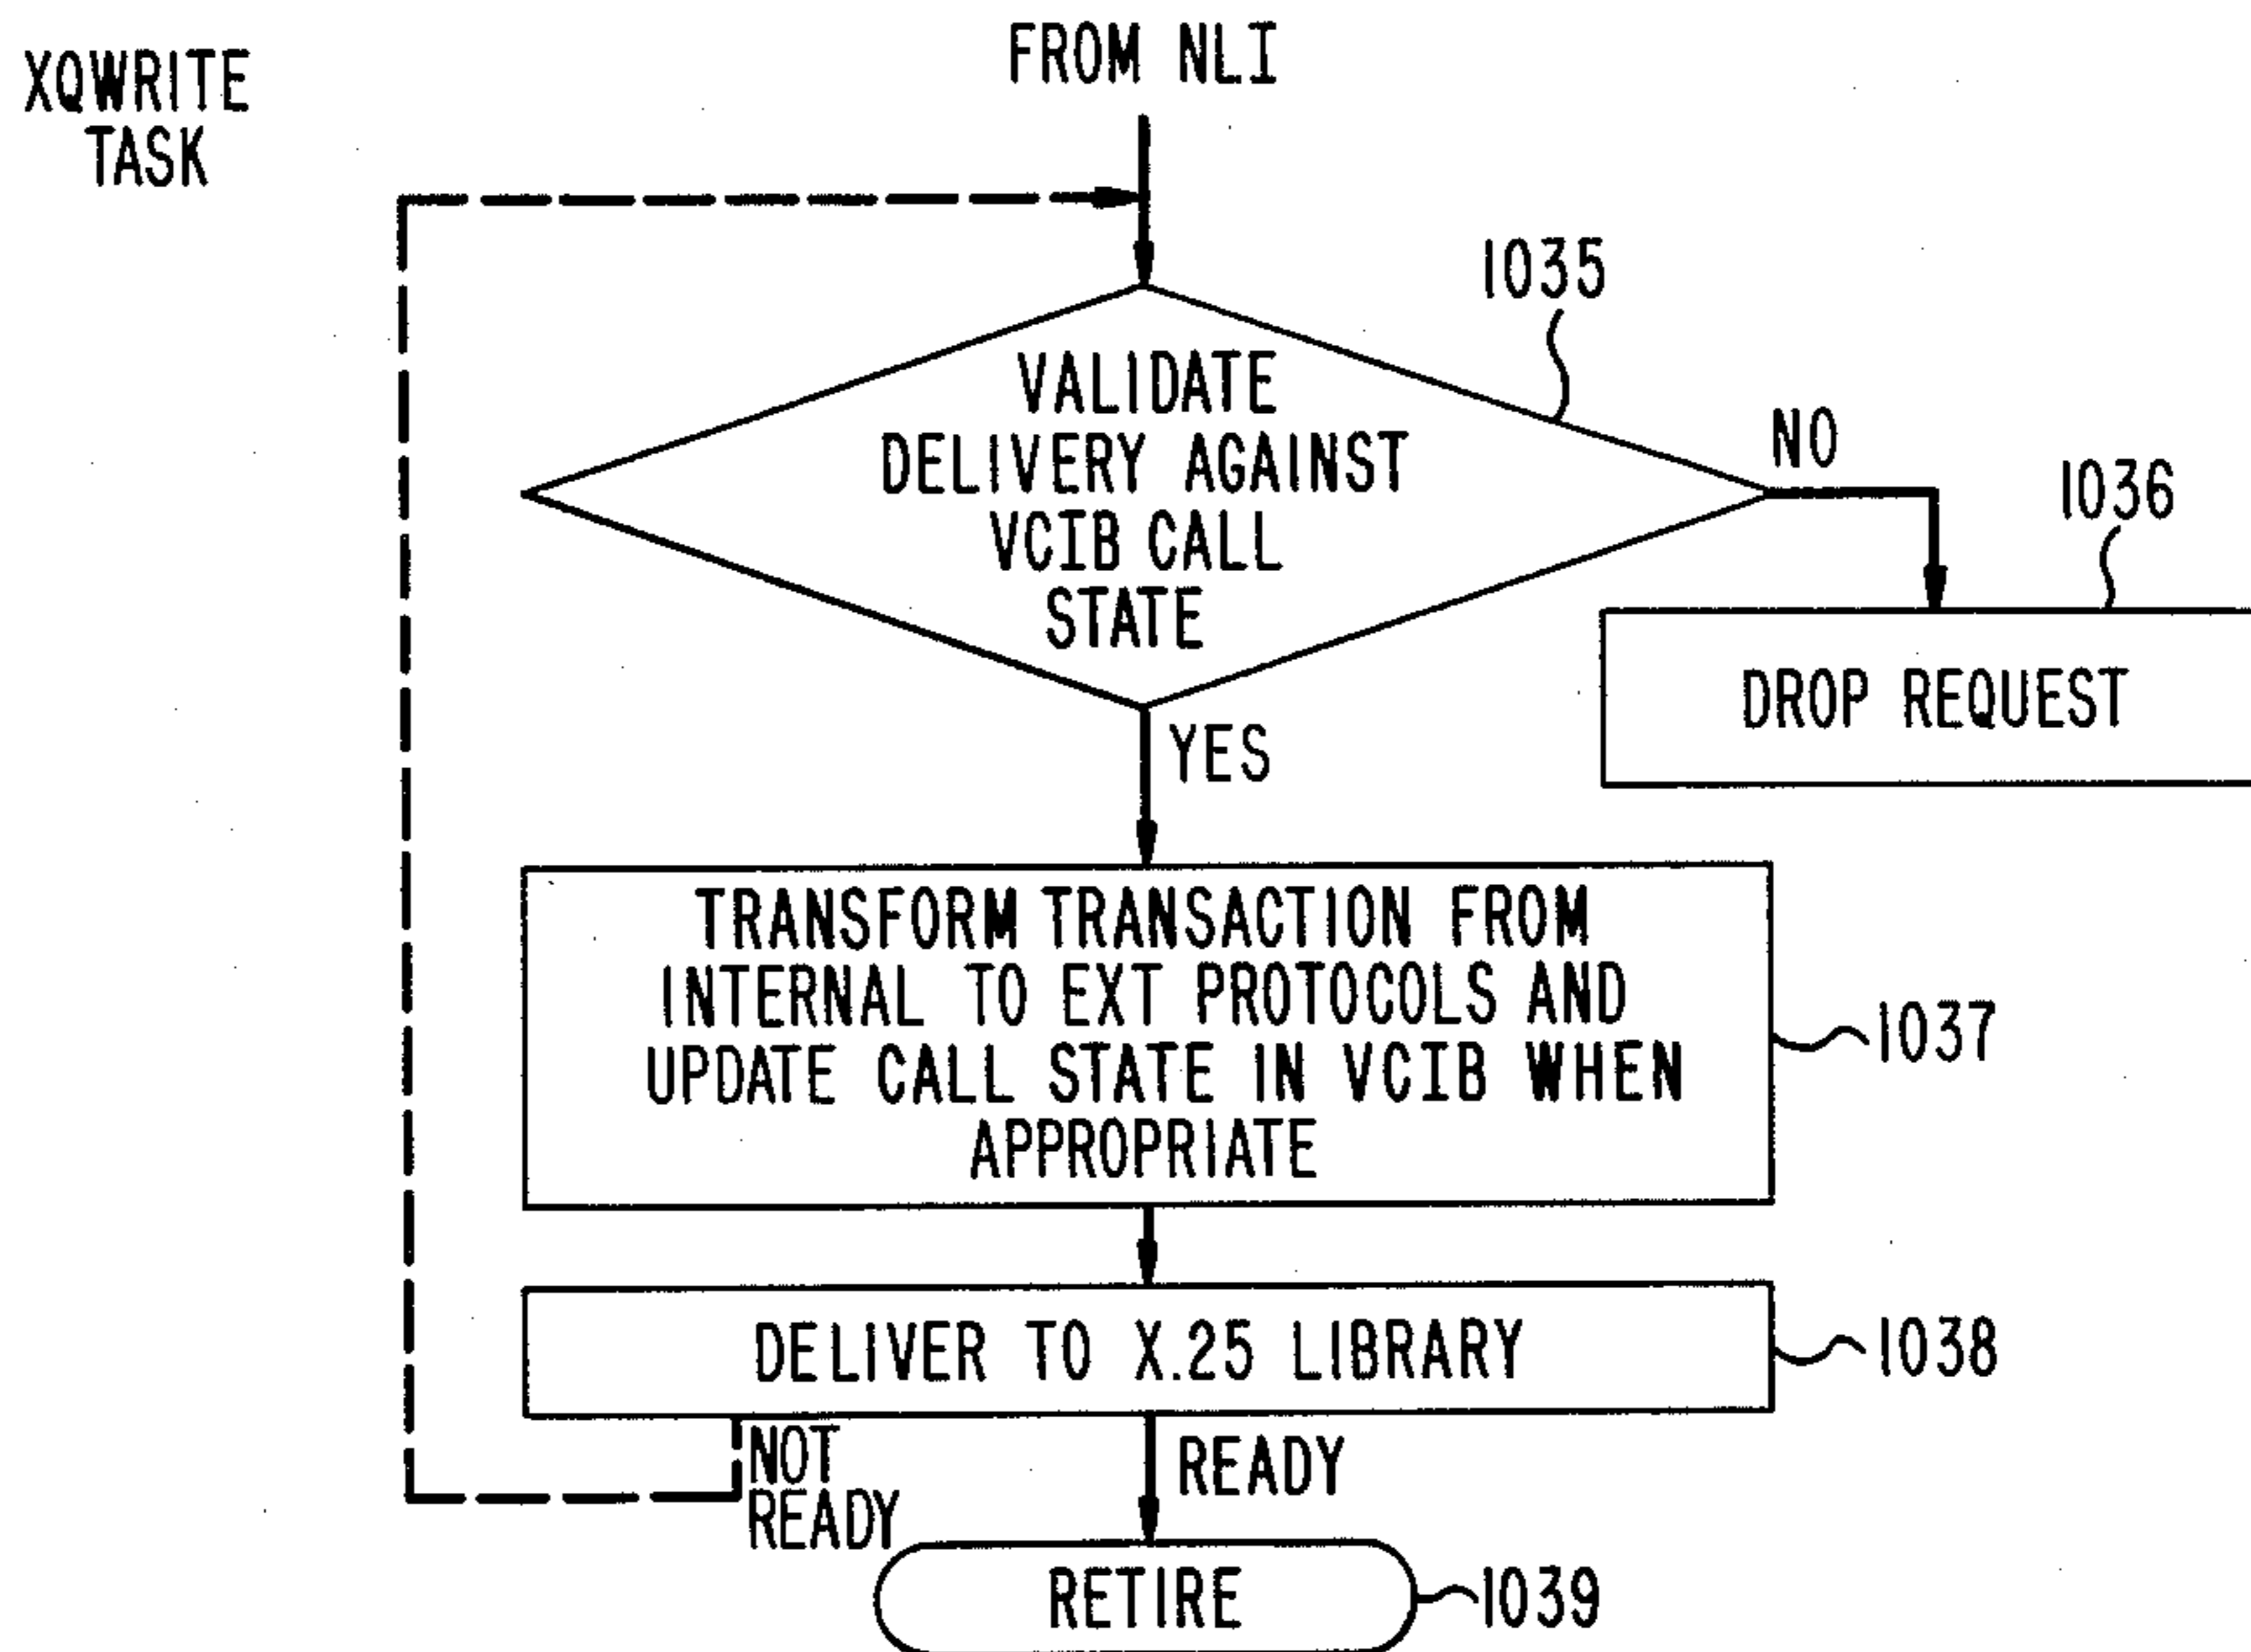 XQWRITE
TASK
FROM NLI
1035
VALIDATE
DELIVERY AGAINST
VCIB CALL
STATE
NO
1036
DROP REQUEST
YES
TRANSFORM TRANSACTION FROM
INTERNAL TO EXT PROTOCOLS AND
UPDATE CALL STATE IN VCIB WHEN
APPROPRIATE
1037
DELIVER TO X.25 LIBRARY
1038
NOT
READY
READY
RETIRE
1039